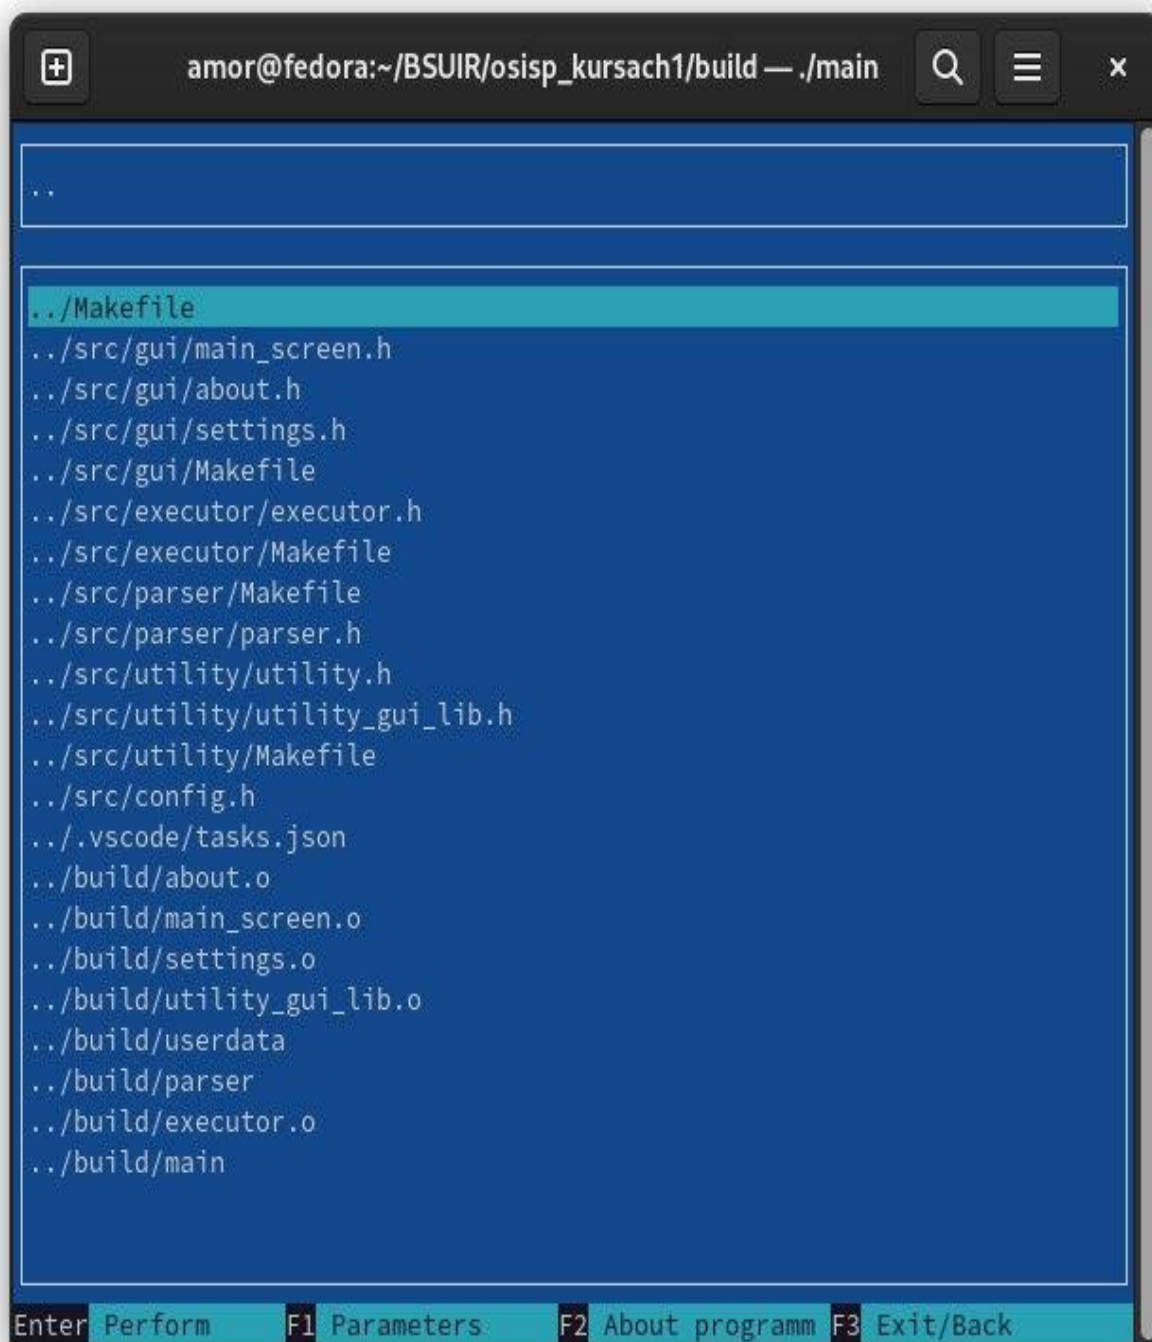 amor@fedora:~/BSUIR/osisp_kursach1/build — ./main
..
../Makefile
../src/gui/main_screen.h
../src/gui/about.h
../src/gui/settings.h
../src/gui/Makefile
../src/executor/executor.h
../src/executor/Makefile
../src/parser/Makefile
../src/parser/parser.h
../src/utility/utility.h
../src/utility/utility_gui_lib.h
../src/utility/Makefile
../src/config.h
../.vscode/tasks.json
../build/about.o
../build/main_screen.o
../build/settings.o
../build/utility_gui_lib.o
../build/userdata
../build/parser
../build/executor.o
../build/main
Enter Perform F1 Parameters F2 About programm F3 Exit/Back